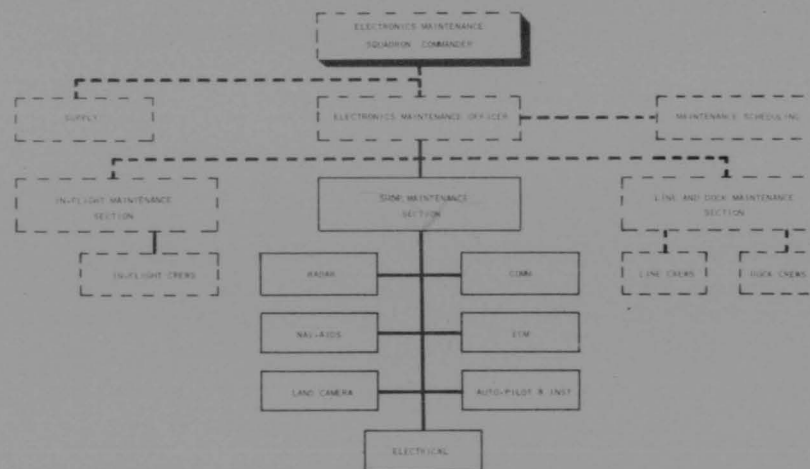 ELECTRONICS MAINTENANCE
SQUADRON COMMANDER
SUPPLY
ELECTRONICS MAINTENANCE OFFICER
MAINTENANCE SCHEDULING
IN-FLIGHT MAINTENANCE
SECTION
SHOP MAINTENANCE
SECTION
LINE AND DOCK MAINTENANCE
SECTION
IN-FLIGHT CREWS
LINE CREWS
DOCK CREWS
RADAR
COMM
NAV-AIDS
ECM
LAND CAMERA
AUTO-PILOT & INST
ELECTRICAL